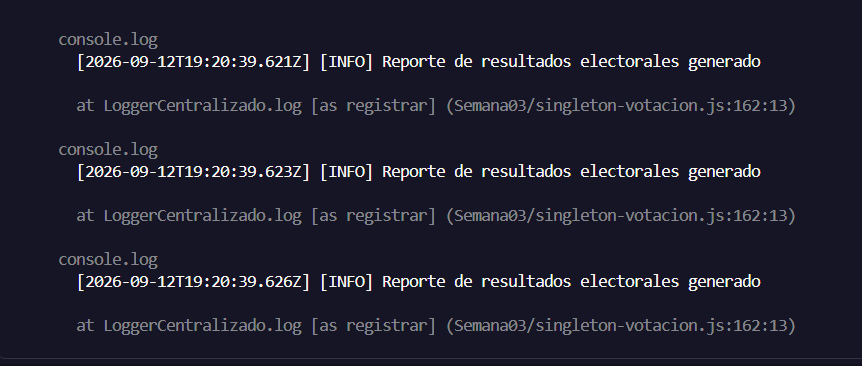 console.log
[2026-09-12T19:20:39.621Z] [INFO] Reporte de resultados electorales generado
at LoggerCentralizado.log [as registrar] (Semana03/singleton-votacion.js:162:13)
console.log
[2026-09-12T19:20:39.623Z] [INFO] Reporte de resultados electorales generado
at LoggerCentralizado.log [as registrar] (Semana03/singleton-votacion.js:162:13)
console.log
[2026-09-12T19:20:39.626Z] [INFO] Reporte de resultados electorales generado
at LoggerCentralizado.log [as registrar] (Semana03/singleton-votacion.js:162:13)